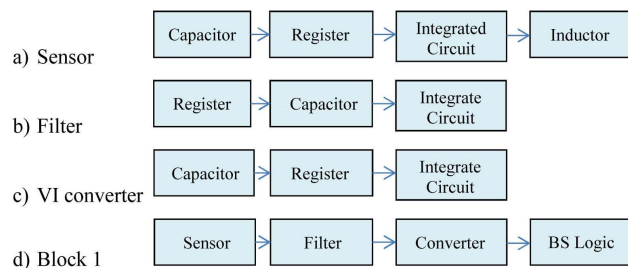 a) Sensor
Capacitor
Register
Integrated
Circuit
Inductor
b) Filter
Register
Capacitor
Integrate
Circuit
c) VI converter
Capacitor
Register
Integrate
Circuit
d) Block 1
Sensor
Filter
Converter
BS Logic